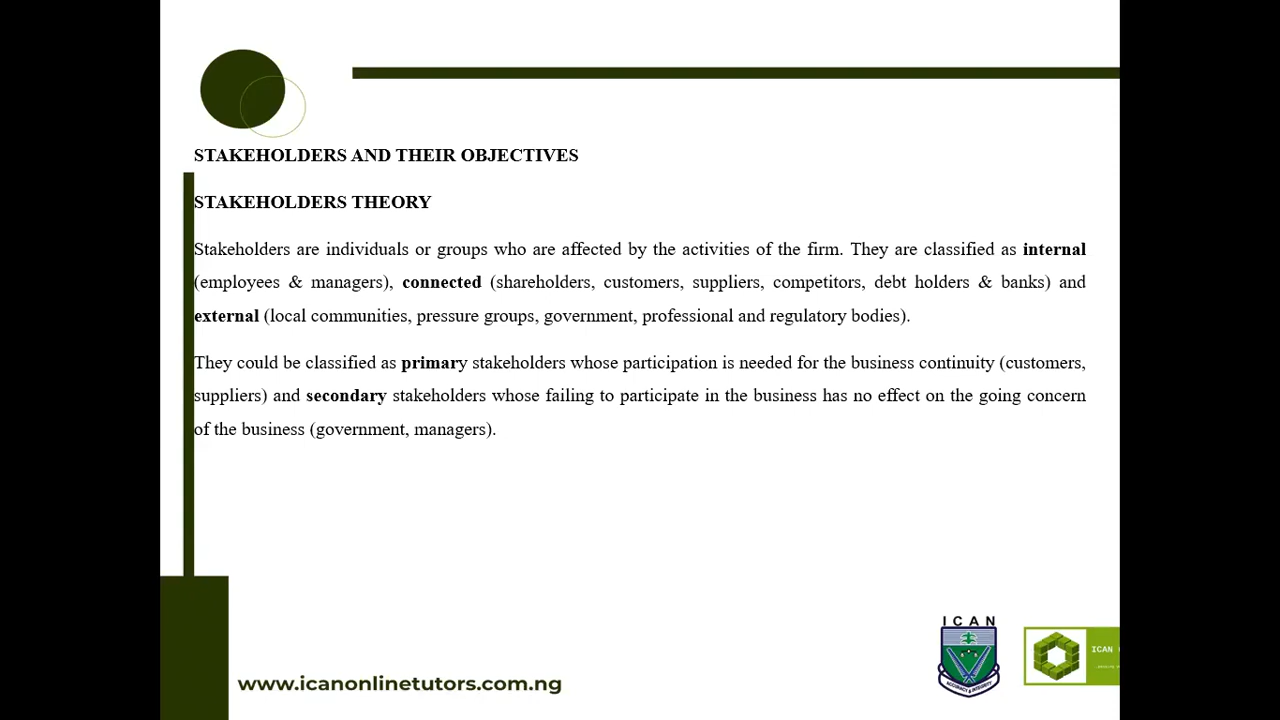 STAKEHOLDERS AND THEIR OBJECTIVES
STAKEHOLDERS THEORY
Stakeholders are individuals or groups who are affected by the activities of the firm. They are classified as internal
(employees & managers), connected (shareholders, customers, suppliers, competitors, debt holders & banks) and
external (local communities, pressure groups, government, professional and regulatory bodies).
They could be classified as primary stakeholders whose participation is needed for the business continuity (customers,
suppliers) and secondary stakeholders whose failing to participate in the business has no effect on the going concern
of the business (government, managers).
ICAN
ACCURACY & INTEGRITY
ICAN
www.icanonlinetutors.com.ng